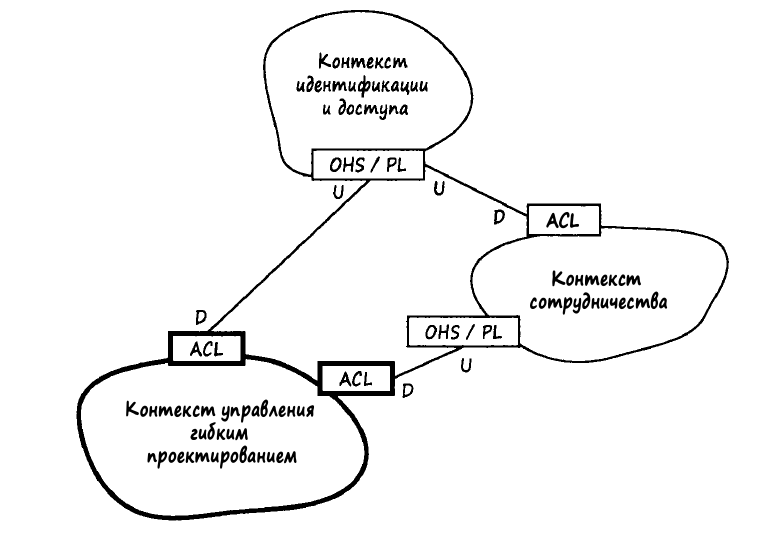 Контекст
идентификации
и доступа
OHS / PL
U
U
D
ACL
Контекст
сотрудничества
OHS / PL
U
D
ACL
ACL
D
Контекст управления
гибким
проектированием